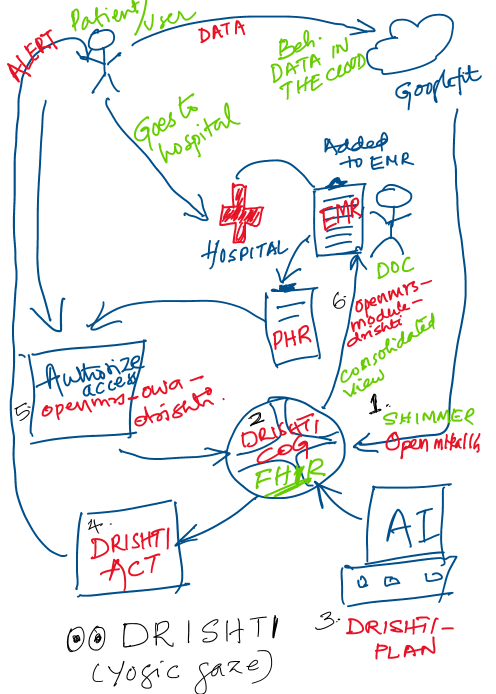 Patient/User
ALERT
DATA
Beh.
DATA IN
THE CLOUD
Googlefit
Goes to
hospital
Added
to EMR
EMR
HOSPITAL
DOC
PHR
6.
openmrs-
module-
drishti
consolidated
view
Authorize
access
5.
openmrs-owa-
drishti.
1.
SHIMMER
Open mHealth
2
DRISHTI
COG
FHIR
4.
DRISHTI
ACT
AI
3.
DRISHTI-
PLAN
DRISHTI
(Yogic gaze)